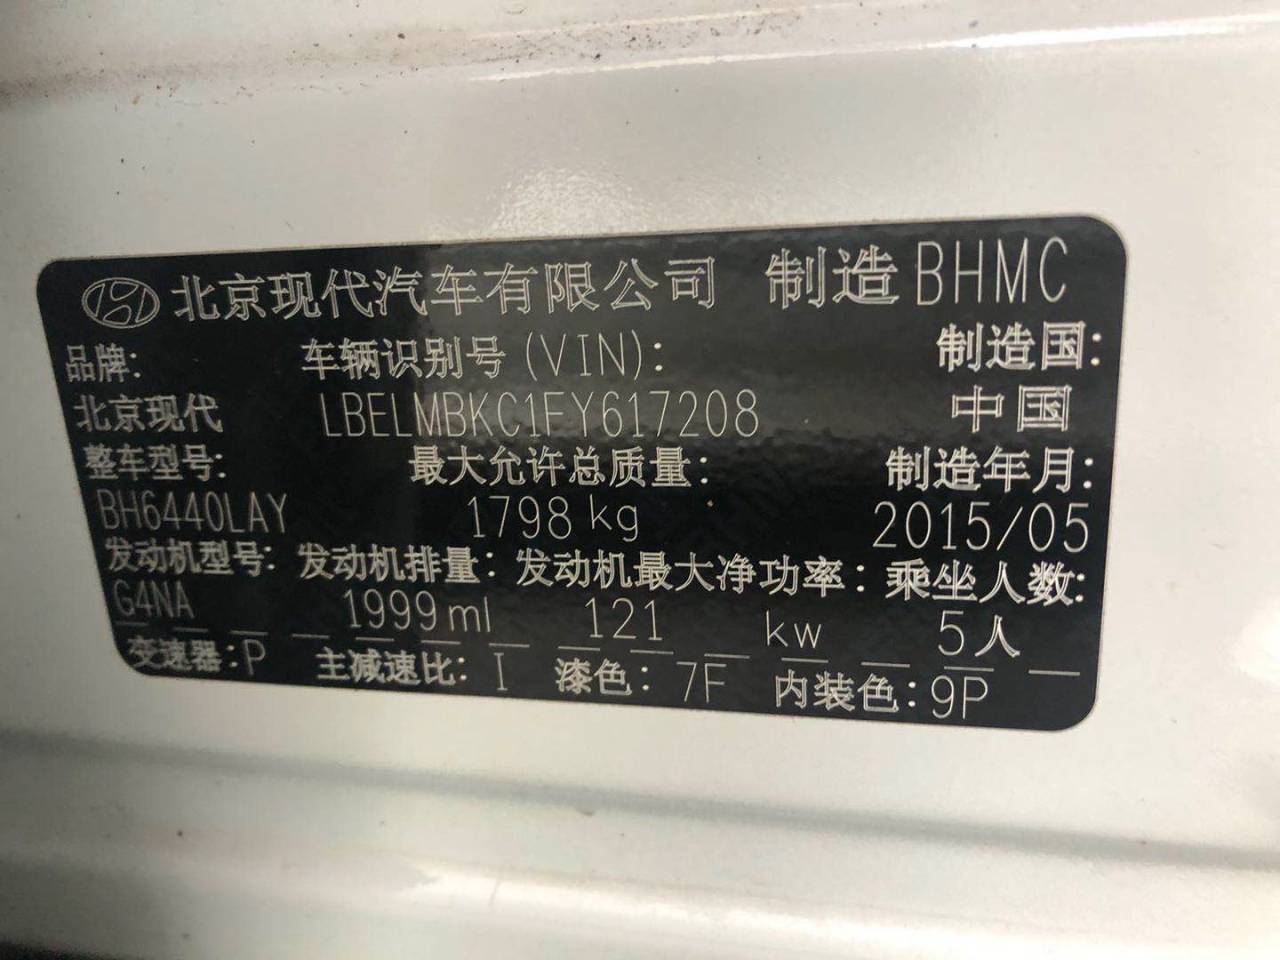 北京现代汽车有限公司 制造 BHMC
品牌: 车辆识别号 (VIN): 制造国:
北京现代 LBELMBKC1FY617208 中国
整车型号: 最大允许总质量: 制造年月:
BH6440LAY 1798 kg 2015/05
发动机型号: 发动机排量: 发动机最大净功率: 乘坐人数:
G4NA 1999 ml 121 kw 5人
变速器: P 主减速比: I 漆色: 7F 内装色: 9P